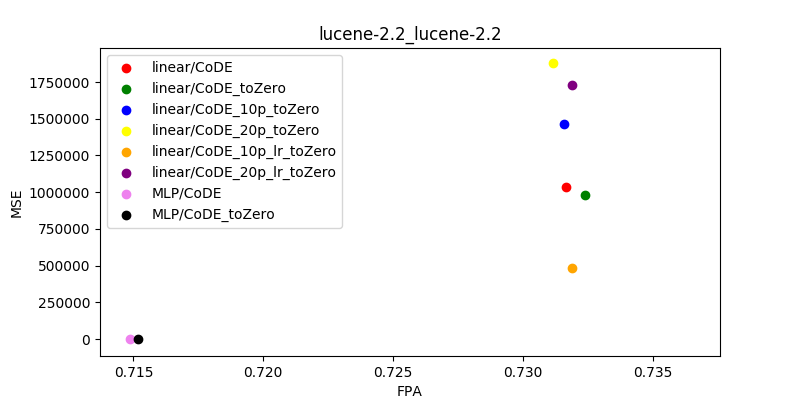 lucene-2.2_lucene-2.2
linear/CoDE
linear/CoDE_toZero
linear/CoDE_10p_toZero
linear/CoDE_20p_toZero
linear/CoDE_10p_lr_toZero
linear/CoDE_20p_lr_toZero
MLP/CoDE
MLP/CoDE_toZero
MSE
1750000
1500000
1250000
1000000
750000
500000
250000
0
0.715 0.720 0.725 0.730 0.735
FPA